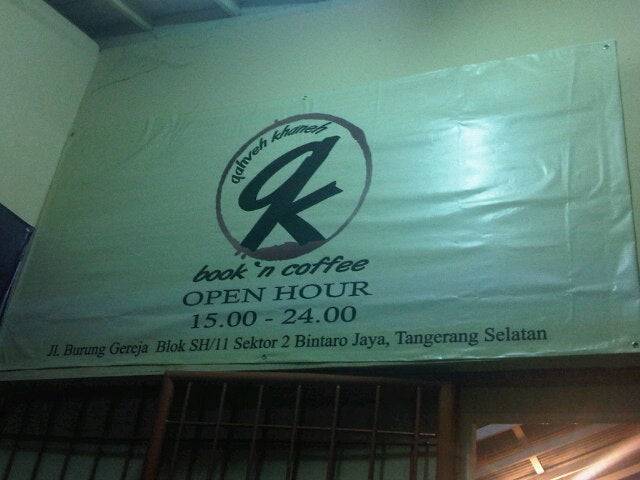 qahveh khaneh
qk
book 'n coffee
OPEN HOUR
15.00 - 24.00
Jl. Burung Gereja Blok SH/11 Sektor 2 Bintaro Jaya, Tangerang Selatan